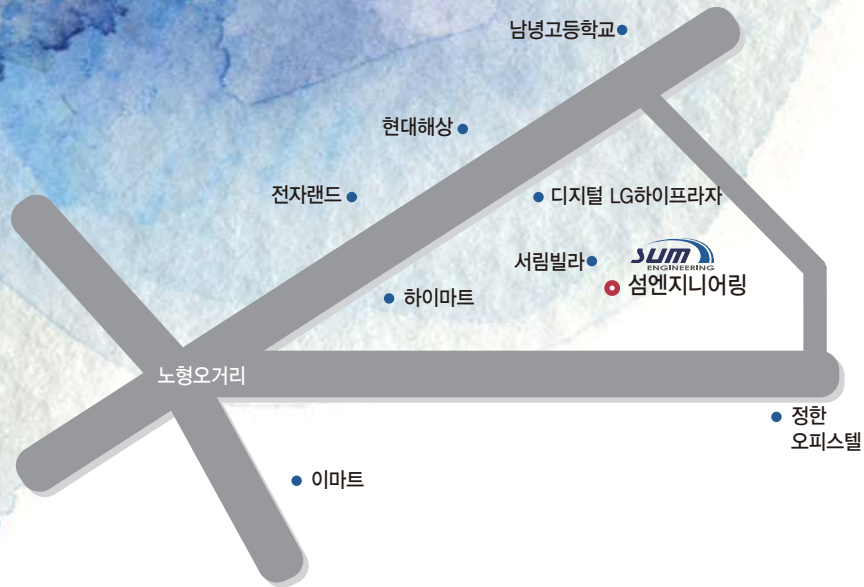 남녕고등학교
현대해상
전자랜드
디지털 LG하이프라자
서림빌라
SUM
ENGINEERING
섬엔지니어링
하이마트
노형오거리
정한
오피스텔
이마트